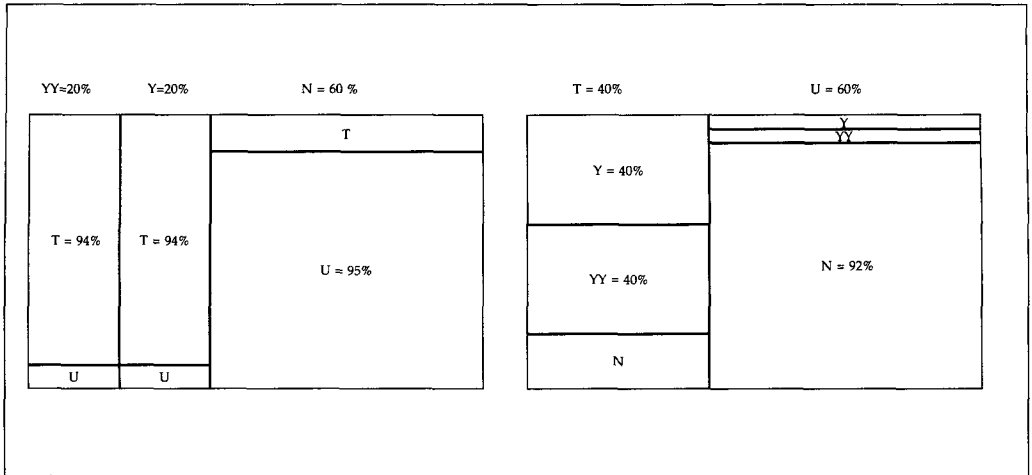 YY=20% Y=20% N = 60 % T = 40% U = 60%
T Y
YY
Y = 40%
T = 94% T = 94%
U = 95% N = 92%
YY = 40%
N
U U